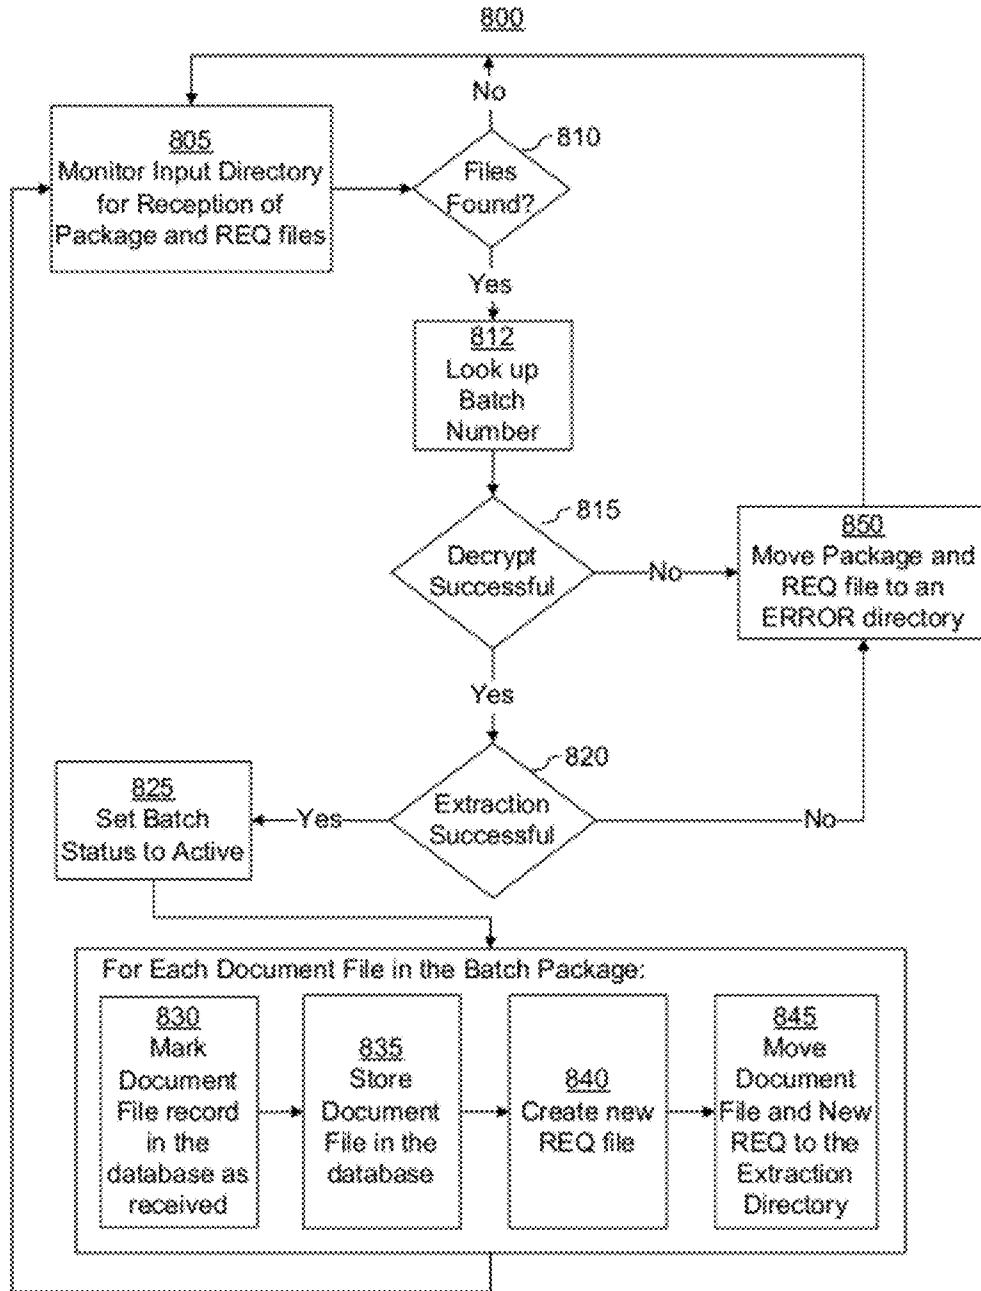 800
805
Monitor Input Directory
for Reception of
Package and REQ files
No
810
Files
Found?
Yes
812
Look up
Batch
Number
815
Decrypt
Successful
No
850
Move Package and
REQ file to an
ERROR directory
Yes
820
Extraction
Successful
Yes
No
825
Set Batch
Status to Active
For Each Document File in the Batch Package:
830
Mark
Document
File record
in the
database as
received
835
Store
Document
File in the
database
840
Create new
REQ file
845
Move
Document
File and New
REQ to the
Extraction
Directory